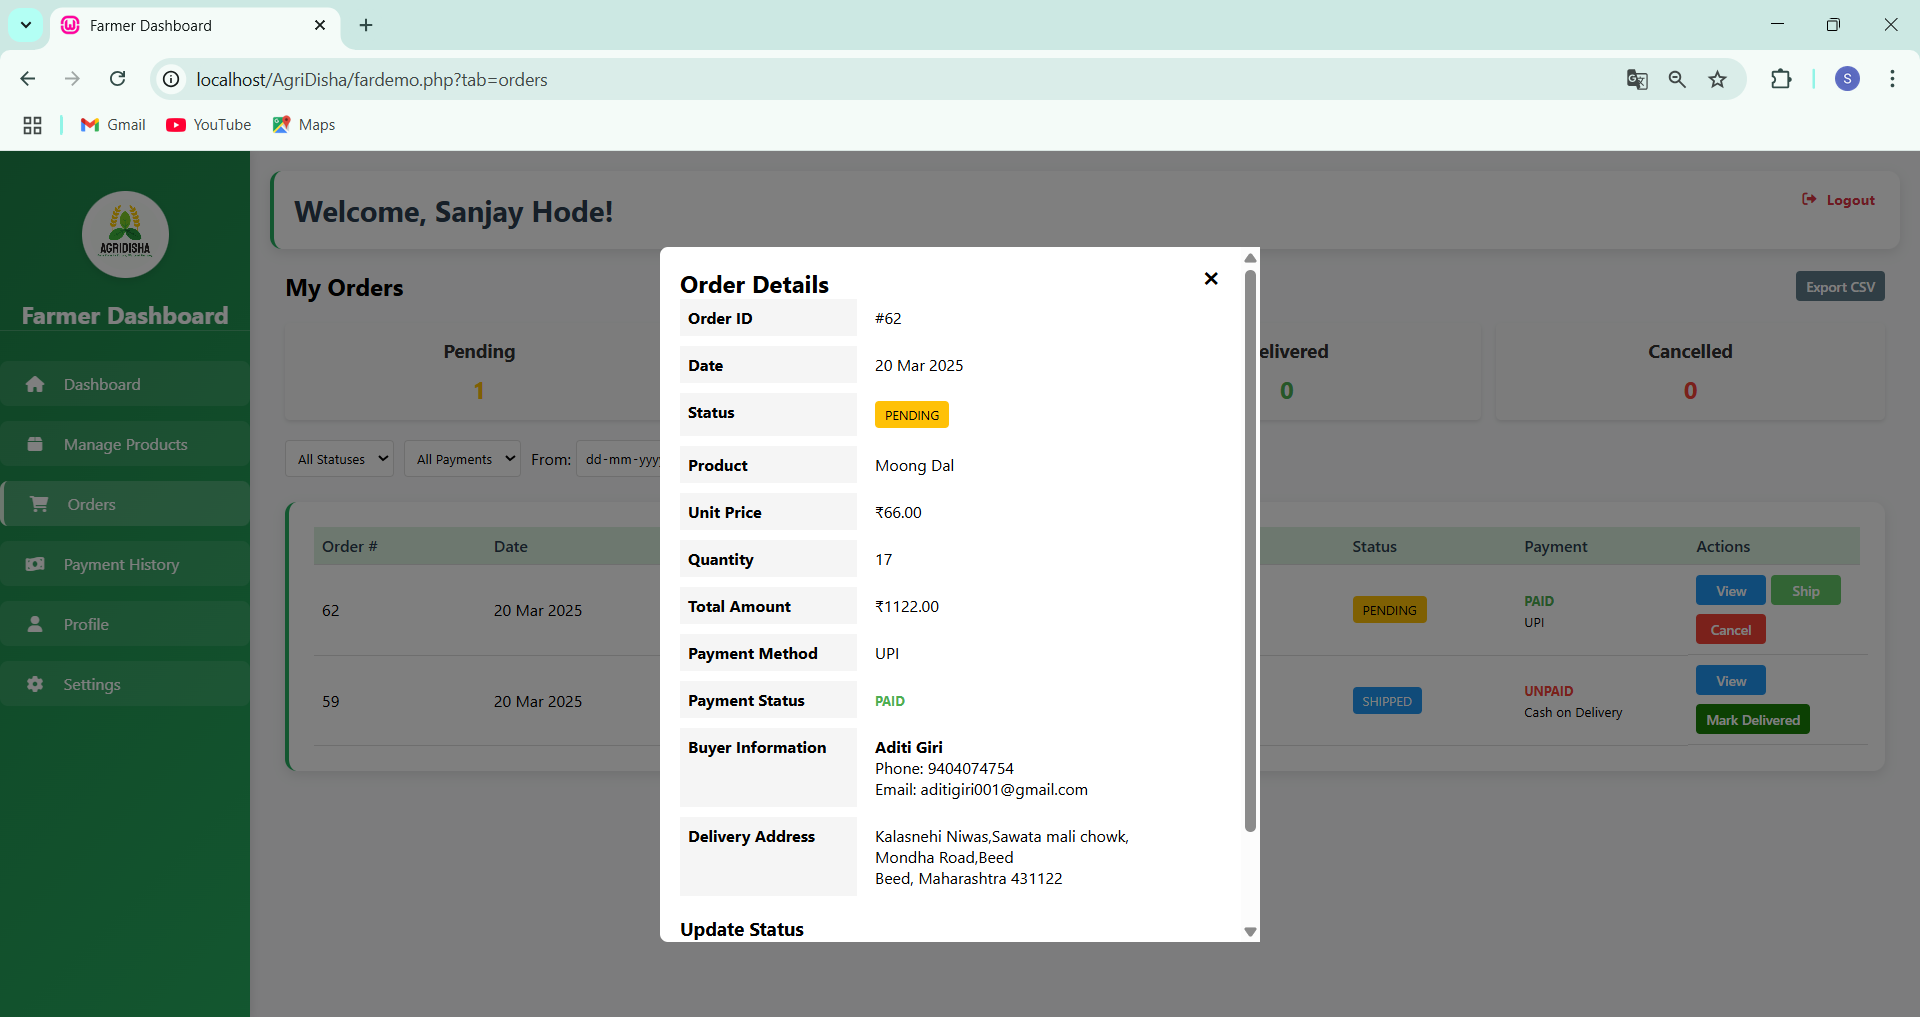 Farmer Dashboard
localhost/AgriDisha/fardemo.php?tab=orders
S
Gmail
YouTube
Maps
AGRIDISHA
Farmer Dashboard
Dashboard
Manage Products
Orders
Payment History
Profile
Settings
Welcome, Sanjay Hode!
Logout
My Orders
Export CSV
Pending
1
elivered
0
Cancelled
0
All Statuses
All Payments
From:
dd-mm-yyy
Order #
Date
Status
Payment
Actions
62
20 Mar 2025
PENDING
PAID
UPI
View
Ship
Cancel
59
20 Mar 2025
SHIPPED
UNPAID
Cash on Delivery
View
Mark Delivered
Order Details
Order ID
#62
Date
20 Mar 2025
Status
PENDING
Product
Moong Dal
Unit Price
₹66.00
Quantity
17
Total Amount
₹1122.00
Payment Method
UPI
Payment Status
PAID
Buyer Information
Aditi Giri
Phone: 9404074754
Email: aditigiri001@gmail.com
Delivery Address
Kalasnehi Niwas,Sawata mali chowk,
Mondha Road,Beed
Beed, Maharashtra 431122
Update Status